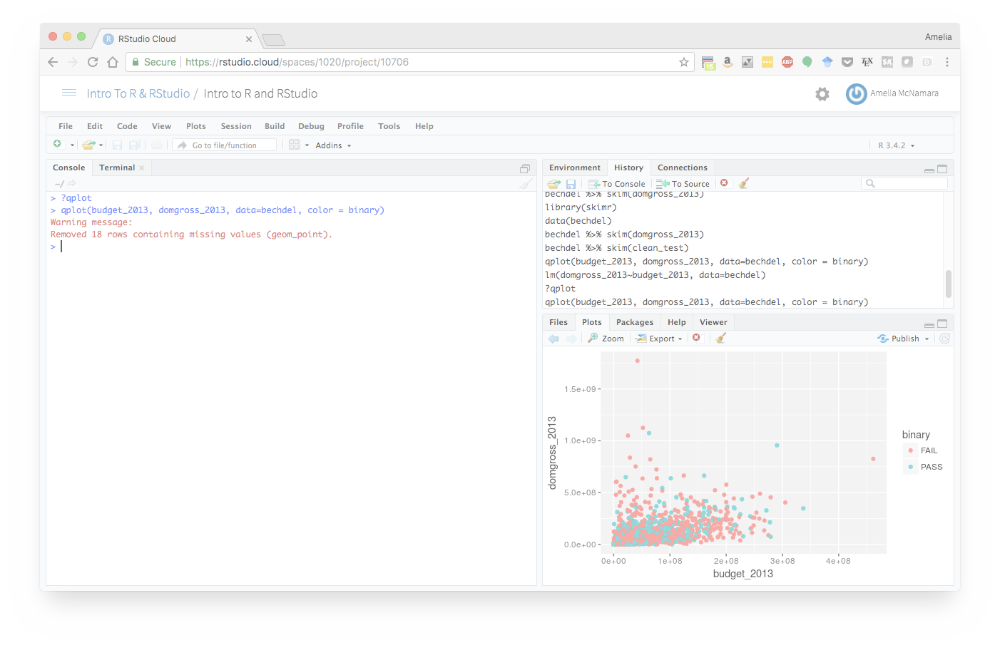 RStudio Cloud
Amelia
Secure https://rstudio.cloud/spaces/1020/project/10706
15
ABP
TEX
SA
Intro To R & RStudio / Intro to R and RStudio
Amelia McNamara
File Edit Code View Plots Session Build Debug Profile Tools Help
Go to file/function
Addins
R 3.4.2
Console Terminal
~/
> ?qplot
> qplot(budget_2013, domgross_2013, data=bechdel, color = binary)
Warning message:
Removed 18 rows containing missing values (geom_point).
>
Environment History Connections
To Console To Source
bechdel %>% skim(domgross_2013)
library(skimr)
data(bechdel)
bechdel %>% skim(domgross_2013)
bechdel %>% skim(clean_test)
qplot(budget_2013, domgross_2013, data=bechdel, color = binary)
lm(domgross_2013~budget_2013, data=bechdel)
?qplot
qplot(budget_2013, domgross_2013, data=bechdel, color = binary)
Files Plots Packages Help Viewer
Zoom Export Publish
1.5e+09
1.0e+09
5.0e+08
0.0e+00
domgross_2013
0e+00 1e+08 2e+08 3e+08 4e+08
budget_2013
binary
FAIL
PASS